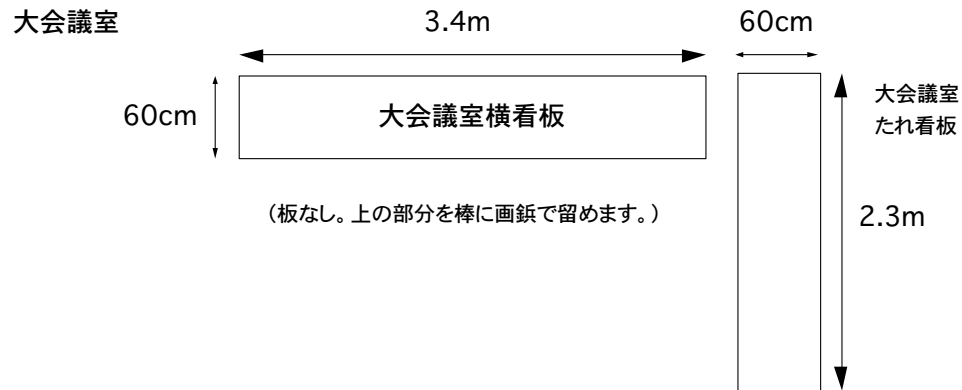 大会議室
3.4m
60cm
60cm
大会議室横看板
大会議室
たれ看板
（板なし。上の部分を棒に画鋲で留めます。）
2.3m